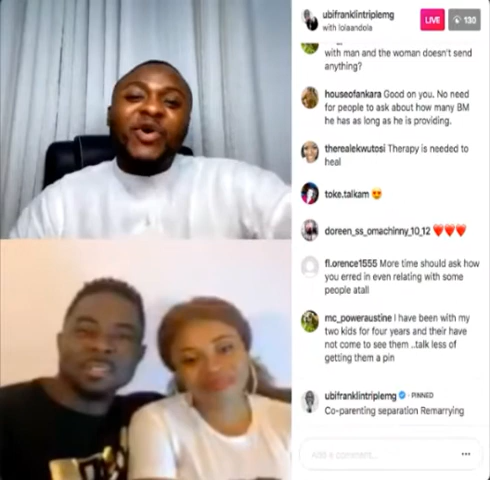 ubifranklintriplemg
with lolaandola
LIVE
130
with man and the woman doesn't send
anything?
houseofankara Good on you. No need
for people to ask about how many BM
he has as long as he is providing.
therealekwutosi Therapy is needed to
heal
toke.talkam 😍
doreen_ss_omachinny_10_12 ❤️❤️❤️
fl.orence1555 More time should ask how
you erred in even relating with some
people atall
mc_poweraustine I have been with my
two kids for four years and their have
not come to see them ..talk less of
getting them a pin
ubifranklintriplemg · PINNED
Co-parenting separation Remarrying
Add a comment...